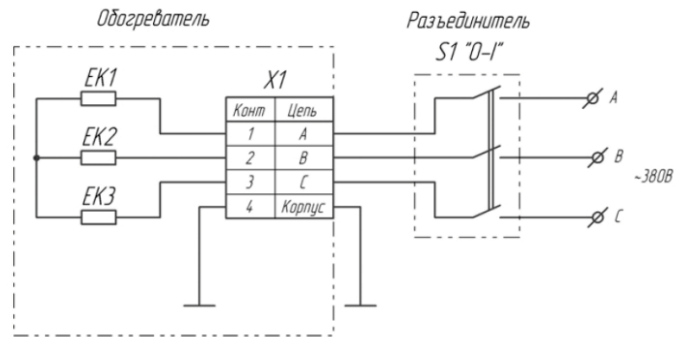 Обогреватель
Разъединитель
S1 "0-I"
EK1
EK2
EK3
X1
Конт Цепь
1 A
2 B
3 C
4 Корпус
A
B
~380В
C